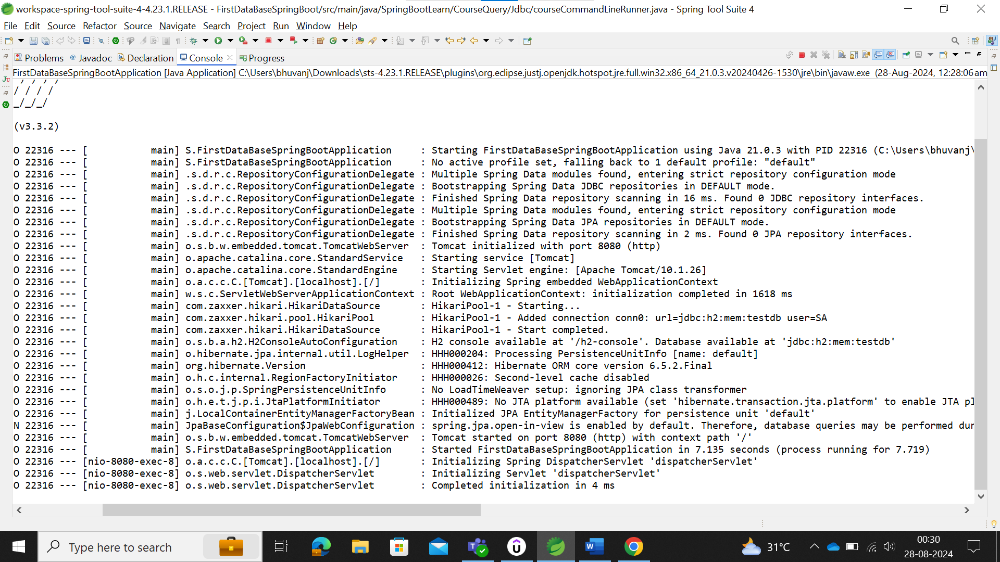 workspace-spring-tool-suite-4-4.23.1.RELEASE - FirstDataBaseSpringBoot/src/main/java/SpringBootLearn/CourseQuery/Jdbc/courseCommandLineRunner.java - Spring Tool Suite 4
File Edit Source Refactor Source Navigate Search Project Run Window Help
Problems @ Javadoc Declaration Console Progress
FirstDataBaseSpringBootApplication [Java Application] C:\Users\bhuvanj\Downloads\sts-4.23.1.RELEASE\plugins\org.eclipse.justj.openjdk.hotspot.jre.full.win32.x86_64_21.0.3.v20240426-1530\jre\bin\javaw.exe (28-Aug-2024, 12:28:06 am
/ / / /
_/_/_/
(v3.3.2)
O 22316 --- [           main] S.FirstDataBaseSpringBootApplication     : Starting FirstDataBaseSpringBootApplication using Java 21.0.3 with PID 22316 (C:\Users\bhuvanj\
O 22316 --- [           main] S.FirstDataBaseSpringBootApplication     : No active profile set, falling back to 1 default profile: "default"
O 22316 --- [           main] .s.d.r.c.RepositoryConfigurationDelegate : Multiple Spring Data modules found, entering strict repository configuration mode
O 22316 --- [           main] .s.d.r.c.RepositoryConfigurationDelegate : Bootstrapping Spring Data JDBC repositories in DEFAULT mode.
O 22316 --- [           main] .s.d.r.c.RepositoryConfigurationDelegate : Finished Spring Data repository scanning in 16 ms. Found 0 JDBC repository interfaces.
O 22316 --- [           main] .s.d.r.c.RepositoryConfigurationDelegate : Multiple Spring Data modules found, entering strict repository configuration mode
O 22316 --- [           main] .s.d.r.c.RepositoryConfigurationDelegate : Bootstrapping Spring Data JPA repositories in DEFAULT mode.
O 22316 --- [           main] .s.d.r.c.RepositoryConfigurationDelegate : Finished Spring Data repository scanning in 2 ms. Found 0 JPA repository interfaces.
O 22316 --- [           main] o.s.b.w.embedded.tomcat.TomcatWebServer  : Tomcat initialized with port 8080 (http)
O 22316 --- [           main] o.apache.catalina.core.StandardService   : Starting service [Tomcat]
O 22316 --- [           main] o.apache.catalina.core.StandardEngine    : Starting Servlet engine: [Apache Tomcat/10.1.26]
O 22316 --- [           main] o.a.c.c.C.[Tomcat].[localhost].[/]       : Initializing Spring embedded WebApplicationContext
O 22316 --- [           main] w.s.c.ServletWebServerApplicationContext : Root WebApplicationContext: initialization completed in 1618 ms
O 22316 --- [           main] com.zaxxer.hikari.HikariDataSource       : HikariPool-1 - Starting...
O 22316 --- [           main] com.zaxxer.hikari.pool.HikariPool        : HikariPool-1 - Added connection conn0: url=jdbc:h2:mem:testdb user=SA
O 22316 --- [           main] com.zaxxer.hikari.HikariDataSource       : HikariPool-1 - Start completed.
O 22316 --- [           main] o.s.b.a.h2.H2ConsoleAutoConfiguration    : H2 console available at '/h2-console'. Database available at 'jdbc:h2:mem:testdb'
O 22316 --- [           main] o.hibernate.jpa.internal.util.LogHelper  : HHH000204: Processing PersistenceUnitInfo [name: default]
O 22316 --- [           main] org.hibernate.Version                    : HHH000412: Hibernate ORM core version 6.5.2.Final
O 22316 --- [           main] o.h.c.internal.RegionFactoryInitiator    : HHH000026: Second-level cache disabled
O 22316 --- [           main] o.s.o.j.p.SpringPersistenceUnitInfo      : No LoadTimeWeaver setup: ignoring JPA class transformer
O 22316 --- [           main] o.h.e.t.j.p.i.JtaPlatformInitiator       : HHH000489: No JTA platform available (set 'hibernate.transaction.jta.platform' to enable JTA pl
O 22316 --- [           main] j.LocalContainerEntityManagerFactoryBean : Initialized JPA EntityManagerFactory for persistence unit 'default'
N 22316 --- [           main] JpaBaseConfiguration$JpaWebConfiguration : spring.jpa.open-in-view is enabled by default. Therefore, database queries may be performed dur
O 22316 --- [           main] o.s.b.w.embedded.tomcat.TomcatWebServer  : Tomcat started on port 8080 (http) with context path '/'
O 22316 --- [           main] S.FirstDataBaseSpringBootApplication     : Started FirstDataBaseSpringBootApplication in 7.135 seconds (process running for 7.719)
O 22316 --- [nio-8080-exec-8] o.a.c.c.C.[Tomcat].[localhost].[/]       : Initializing Spring DispatcherServlet 'dispatcherServlet'
O 22316 --- [nio-8080-exec-8] o.s.web.servlet.DispatcherServlet        : Initializing Servlet 'dispatcherServlet'
O 22316 --- [nio-8080-exec-8] o.s.web.servlet.DispatcherServlet        : Completed initialization in 4 ms
Type here to search
31°C
00:30
28-08-2024